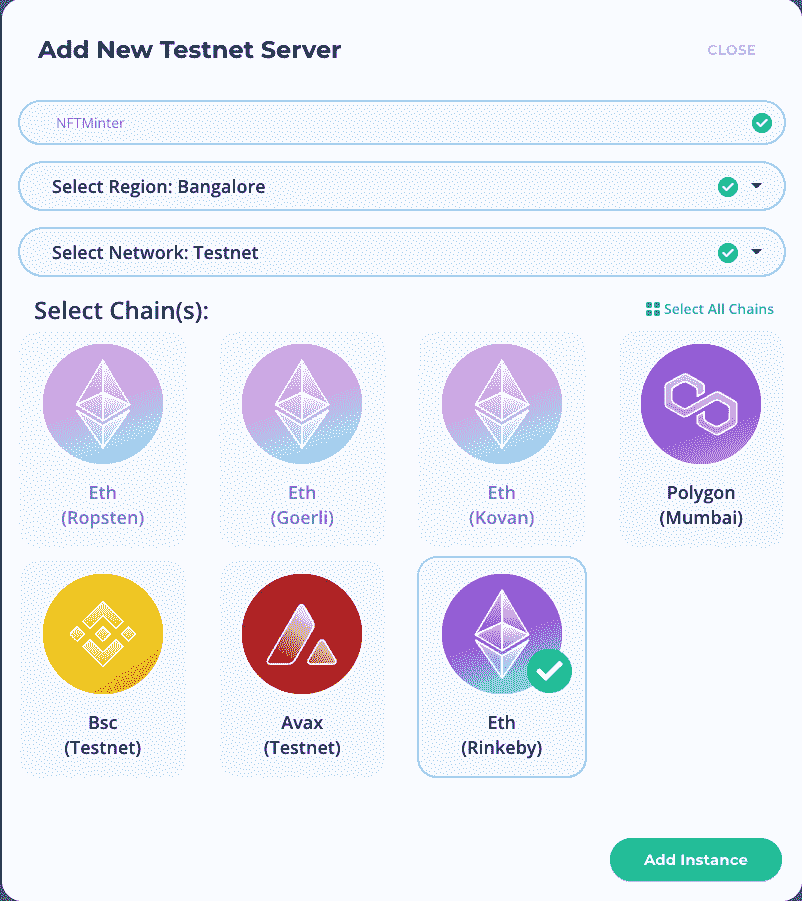 Add New Testnet Server
CLOSE
NFTMinter
Select Region: Bangalore
Select Network: Testnet
Select Chain(s):
Select All Chains
Eth
(Ropsten)
Eth
(Goerli)
Eth
(Kovan)
Polygon
(Mumbai)
Bsc
(Testnet)
Avax
(Testnet)
Eth
(Rinkeby)
Add Instance